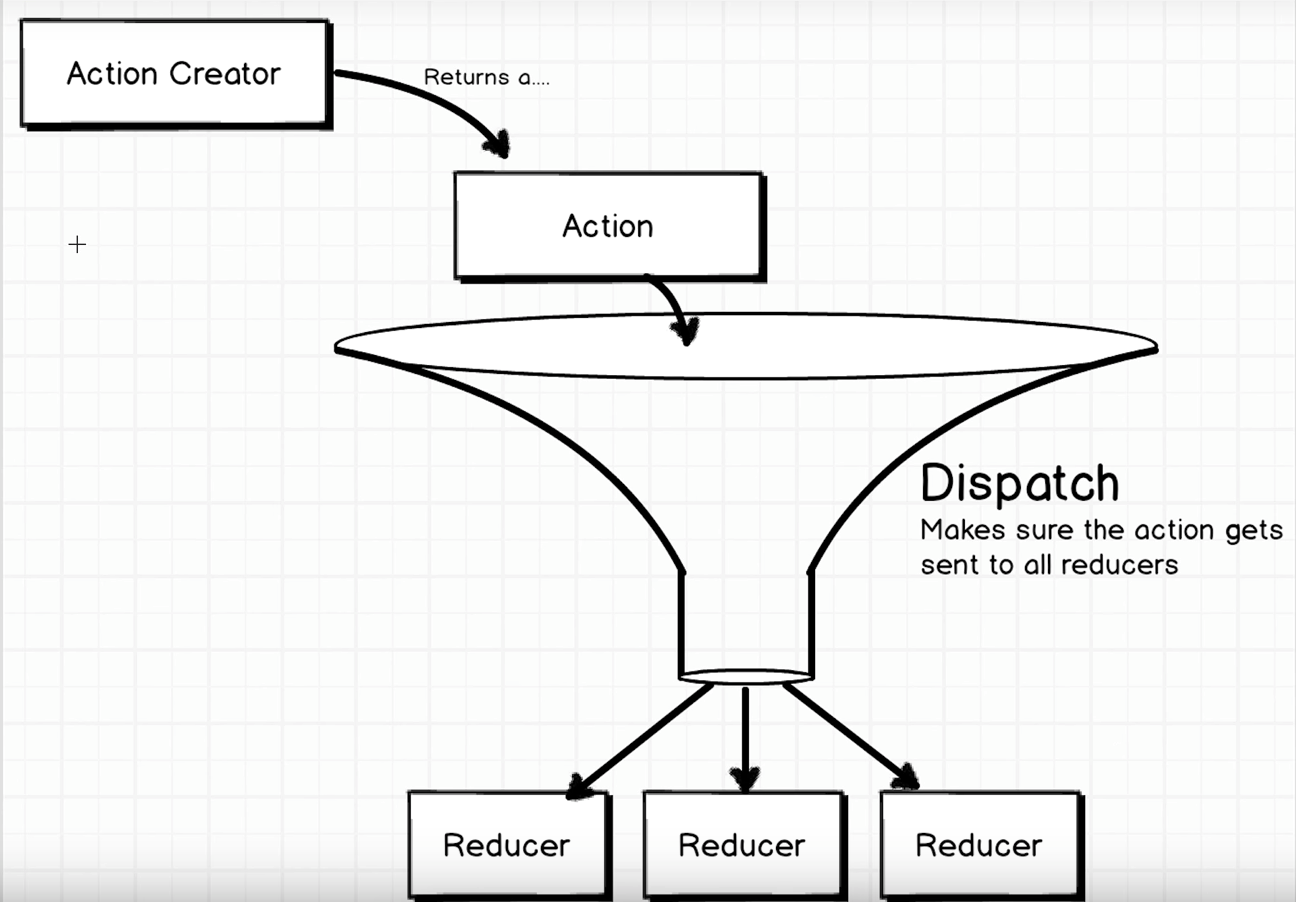 Action Creator
Returns a....
Action
Dispatch
Makes sure the action gets
sent to all reducers
Reducer
Reducer
Reducer